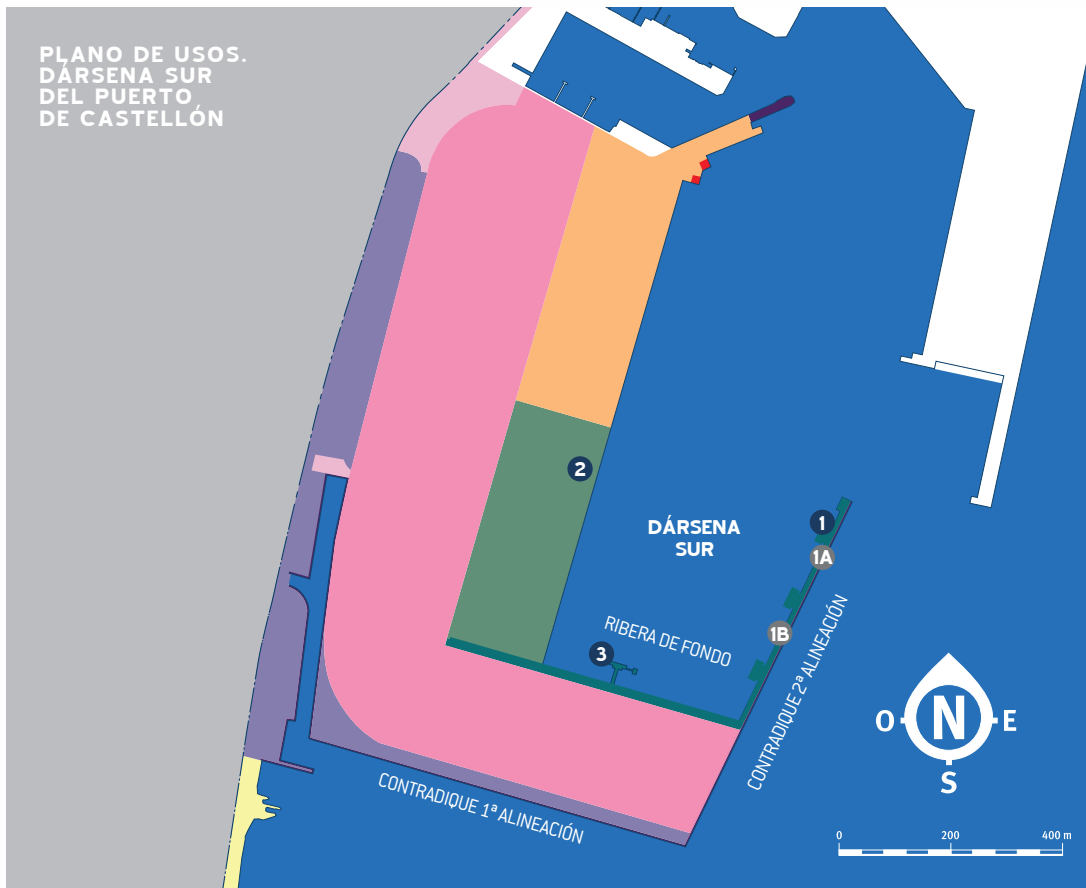 PLANO DE USOS.
DÁRSENA SUR
DEL PUERTO
DE CASTELLÓN
2
DÁRSENA
SUR
1
1A
1B
RIBERA DE FONDO
3
CONTRADIQUE 2ª ALINEACIÓN
CONTRADIQUE 1ª ALINEACIÓN
O N E
S
0 200 400 m